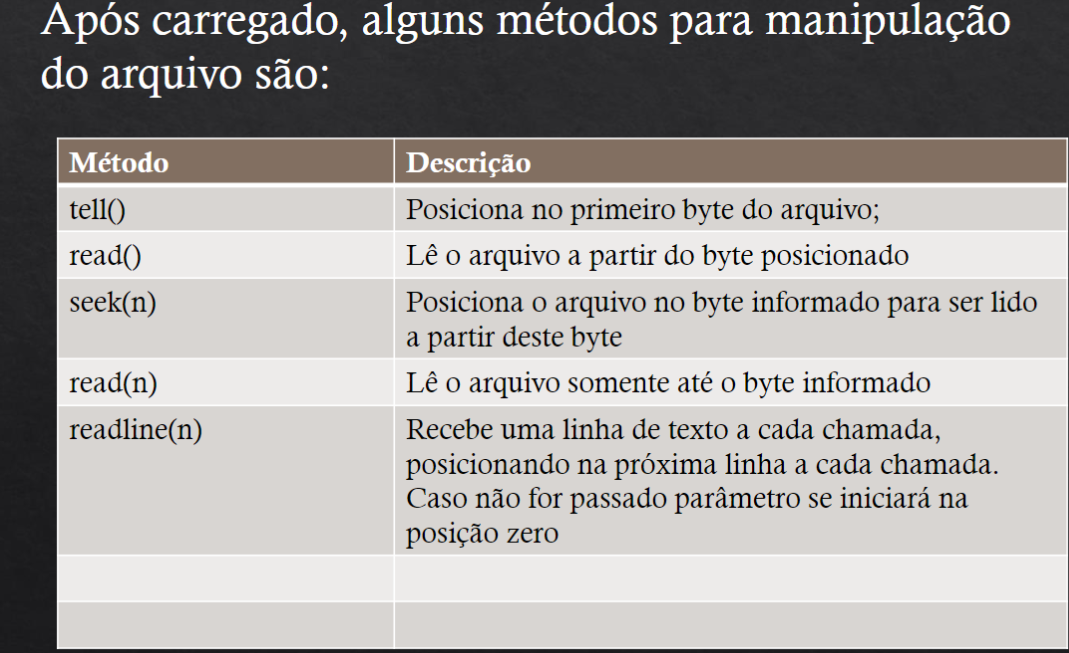 Após carregado, alguns métodos para manipulação
do arquivo são:
Método Descrição
tell() Posiciona no primeiro byte do arquivo;
read() Lê o arquivo a partir do byte posicionado
seek(n) Posiciona o arquivo no byte informado para ser lido
a partir deste byte
read(n) Lê o arquivo somente até o byte informado
readline(n) Recebe uma linha de texto a cada chamada,
posicionando na próxima linha a cada chamada.
Caso não for passado parâmetro se iniciará na
posição zero